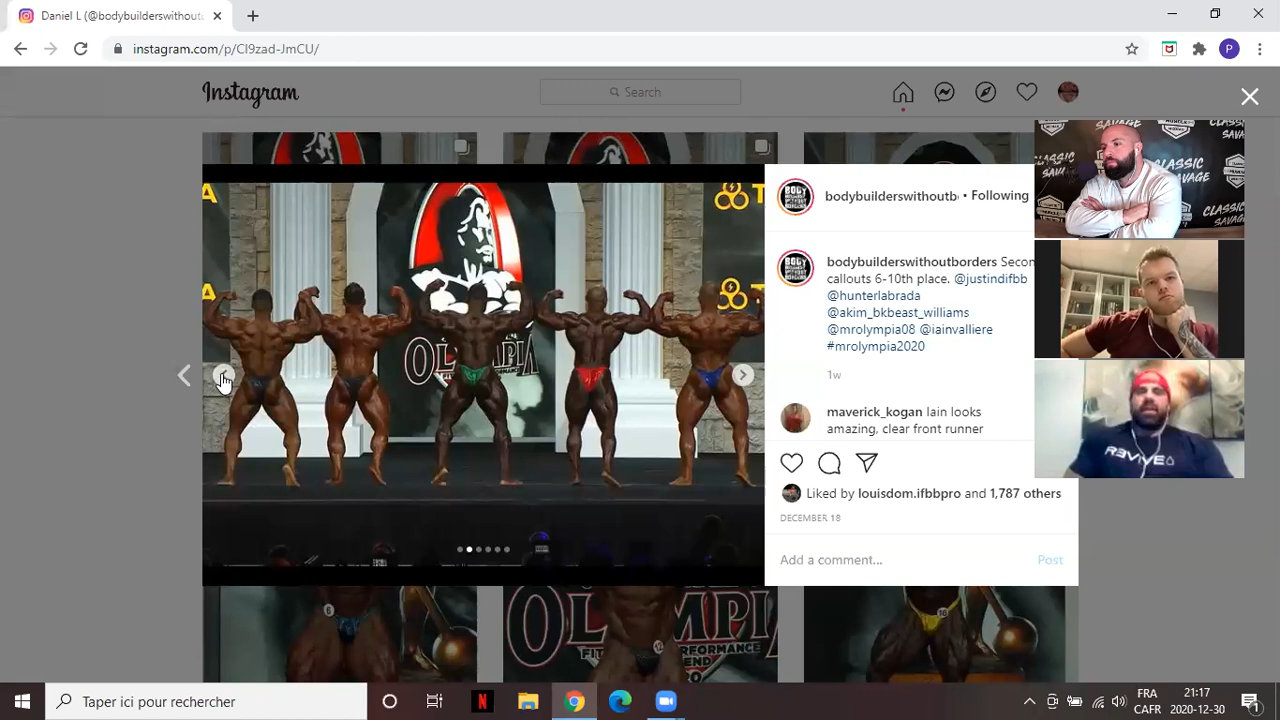 Daniel L (@bodybuilderswithout
instagram.com/p/CI9zad-JmCU/
P
Instagram
Search
bodybuilderswithoutb • Following
bodybuilderswithoutborders Secon
callouts 6-10th place. @justindifbb
@hunterlabrada
@akim_bkbeast_williams
@mrolympia08 @iainvalliere
#mrolympia2020
1w
maverick_kogan Iain looks
amazing, clear front runner
Liked by louisdom.ifbbpro and 1,787 others
DECEMBER 18
Add a comment...
Post
OLYMPIA
CLASSIC
SAVAGE
REVIVE
OLYMPIA
Taper ici pour rechercher
FRA
CAFR
21:17
2020-12-30